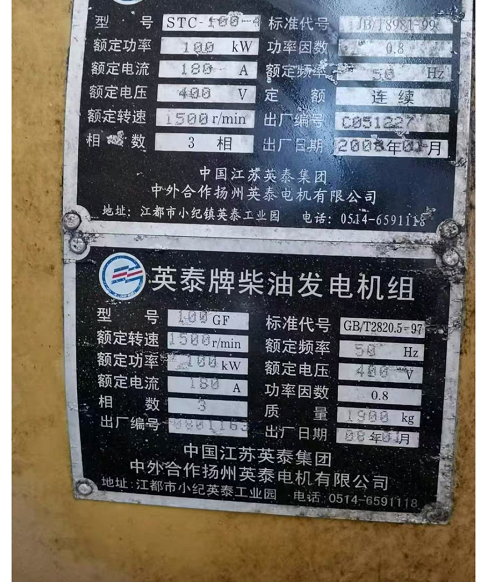 型 号 STC-100-4 标准代号 JB/T8981-99
额定功率 100 kW 功率因数 0.8
额定电流 180 A 额定频率 50 Hz
额定电压 400 V 定 额 连续
额定转速 1500 r/min 出厂编号 C051227
相 数 3 相 出厂日期 2008年01月
中国江苏英泰集团
中外合作扬州英泰电机有限公司
地址: 江都市小纪镇英泰工业园 电话: 0514-6591118
英泰牌柴油发电机组
型 号 100 GF 标准代号 GB/T2820.5-97
额定转速 1500 r/min 额定频率 50 Hz
额定功率 100 kW 额定电压 400 V
额定电流 180 A 功率因数 0.8
相 数 3 质 量 1900 kg
出厂编号 出厂日期 08年01月
中国江苏英泰集团
中外合作扬州英泰电机有限公司
地址:江都市小纪英泰工业园 电话:0514-6591118